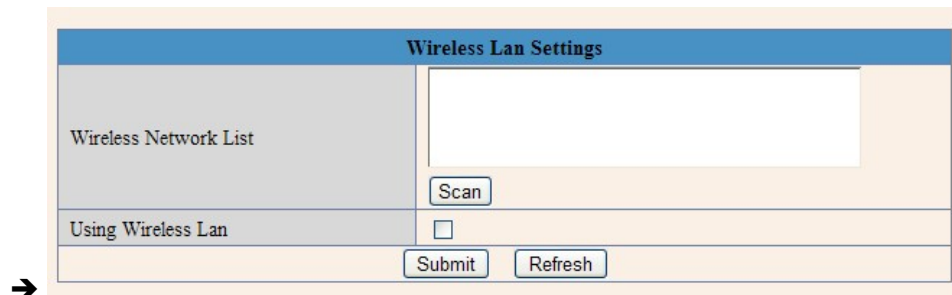 Wireless Lan Settings
Wireless Network List
Scan
Using Wireless Lan
Submit Refresh
➔